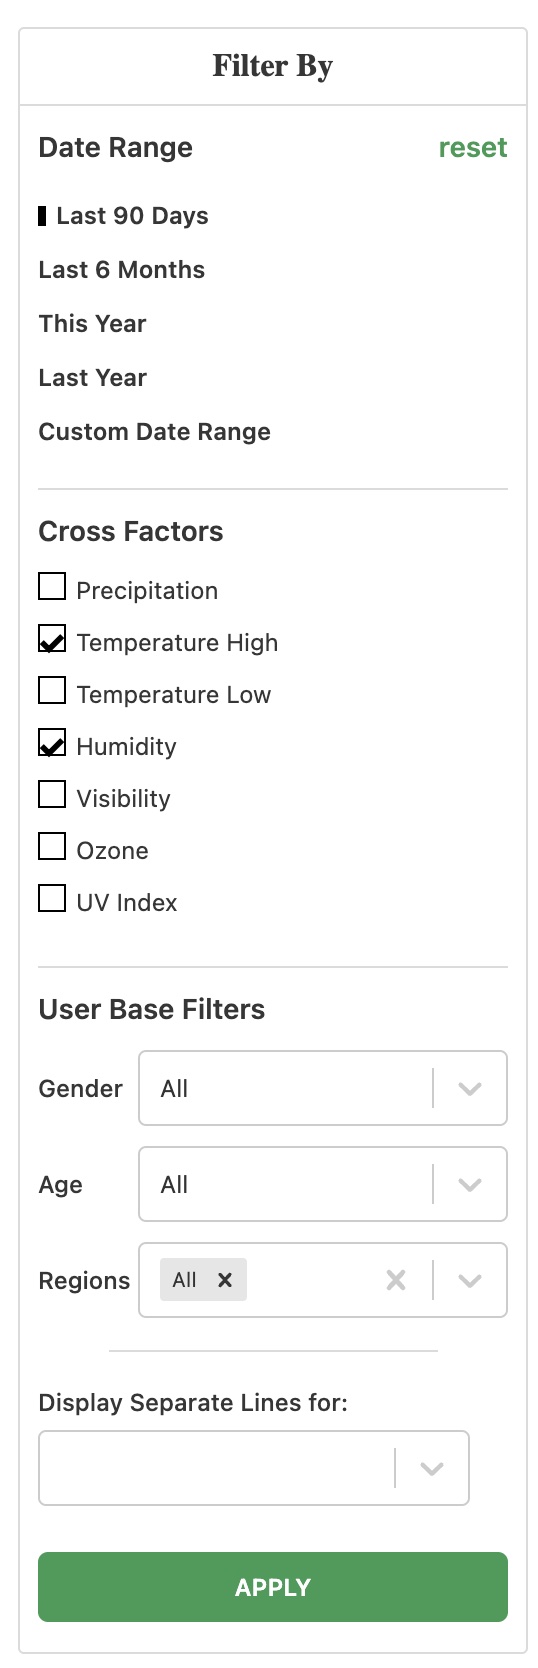 Filter By
Date Range reset
Last 90 Days
Last 6 Months
This Year
Last Year
Custom Date Range
Cross Factors
Precipitation
Temperature High
Temperature Low
Humidity
Visibility
Ozone
UV Index
User Base Filters
Gender All
Age All
Regions All
Display Separate Lines for:
APPLY